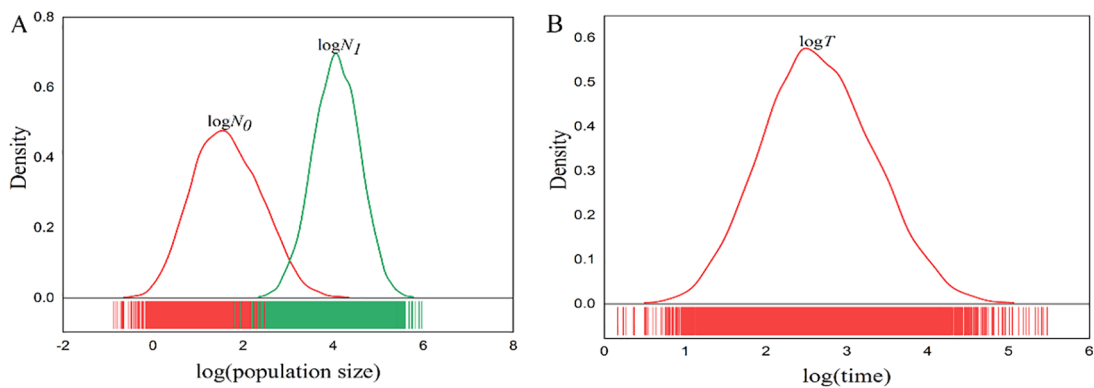 A
0.8
0.6
0.4
0.2
0.0
Density
logN0
logN1
-2 0 2 4 6 8
log(population size)
B
0.6
0.5
0.4
0.3
0.2
0.1
0.0
Density
logT
0 1 2 3 4 5 6
log(time)